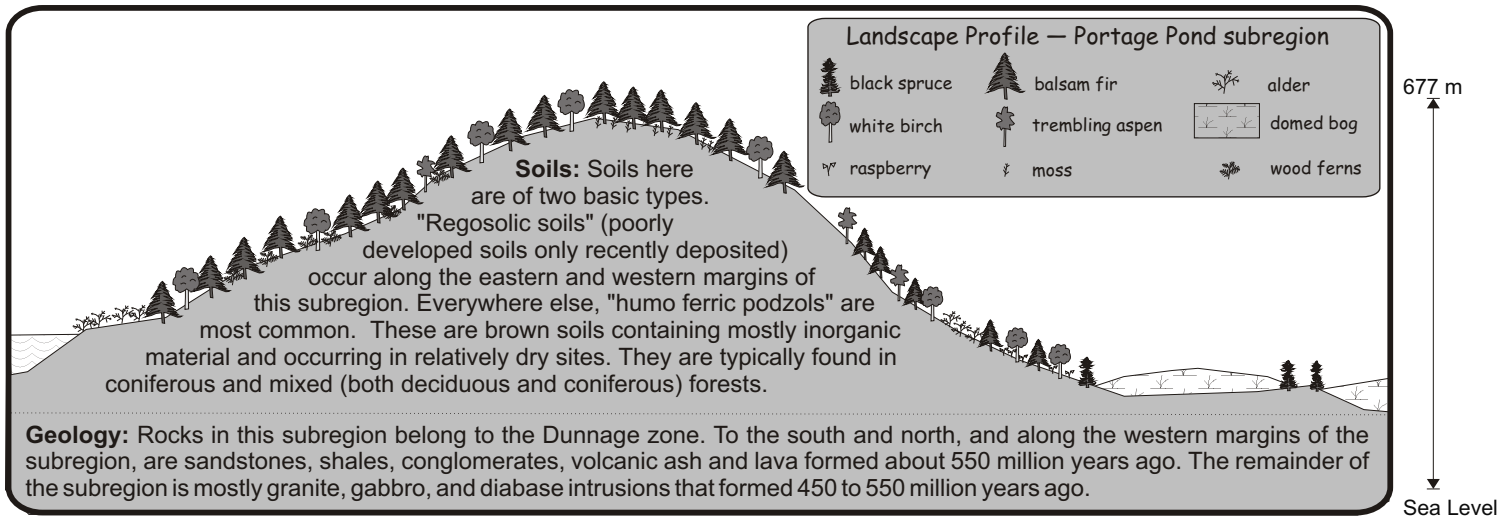 Landscape Profile — Portage Pond subregion
black spruce
balsam fir
alder
white birch
trembling aspen
domed bog
raspberry
moss
wood ferns
677 m
Sea Level
Soils: Soils here
are of two basic types.
"Regosolic soils" (poorly
developed soils only recently deposited)
occur along the eastern and western margins of
this subregion. Everywhere else, "humo ferric podzols" are
most common. These are brown soils containing mostly inorganic
material and occurring in relatively dry sites. They are typically found in
coniferous and mixed (both deciduous and coniferous) forests.
Geology: Rocks in this subregion belong to the Dunnage zone. To the south and north, and along the western margins of the
subregion, are sandstones, shales, conglomerates, volcanic ash and lava formed about 550 million years ago. The remainder of
the subregion is mostly granite, gabbro, and diabase intrusions that formed 450 to 550 million years ago.